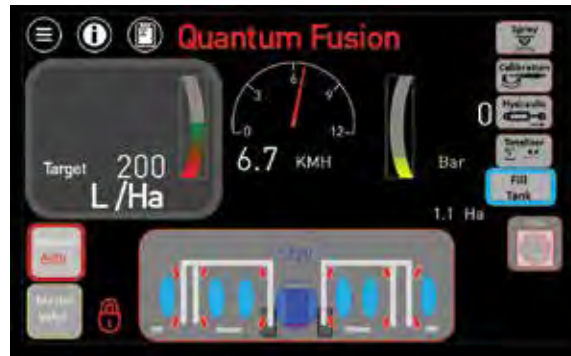 Quantum Fusion
Spray
Calibration
Hydraulic
0
Totaliser
Fill
Tank
0
3
6
9
12
6.7 KMH
Bar
1.1 Ha
Target 200
L/Ha
Auto
Master